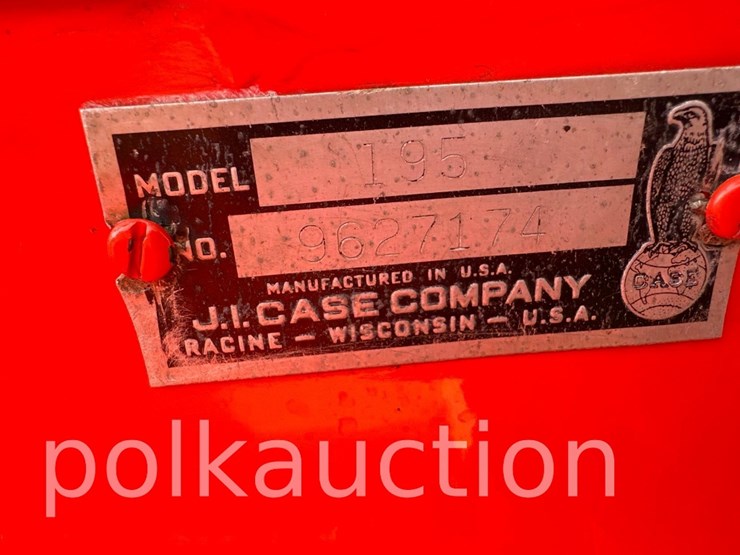 MODEL 195
NO. 9627174
MANUFACTURED IN U.S.A.
J.I. CASE COMPANY
RACINE – WISCONSIN – U.S.A.
CASE
polkauction